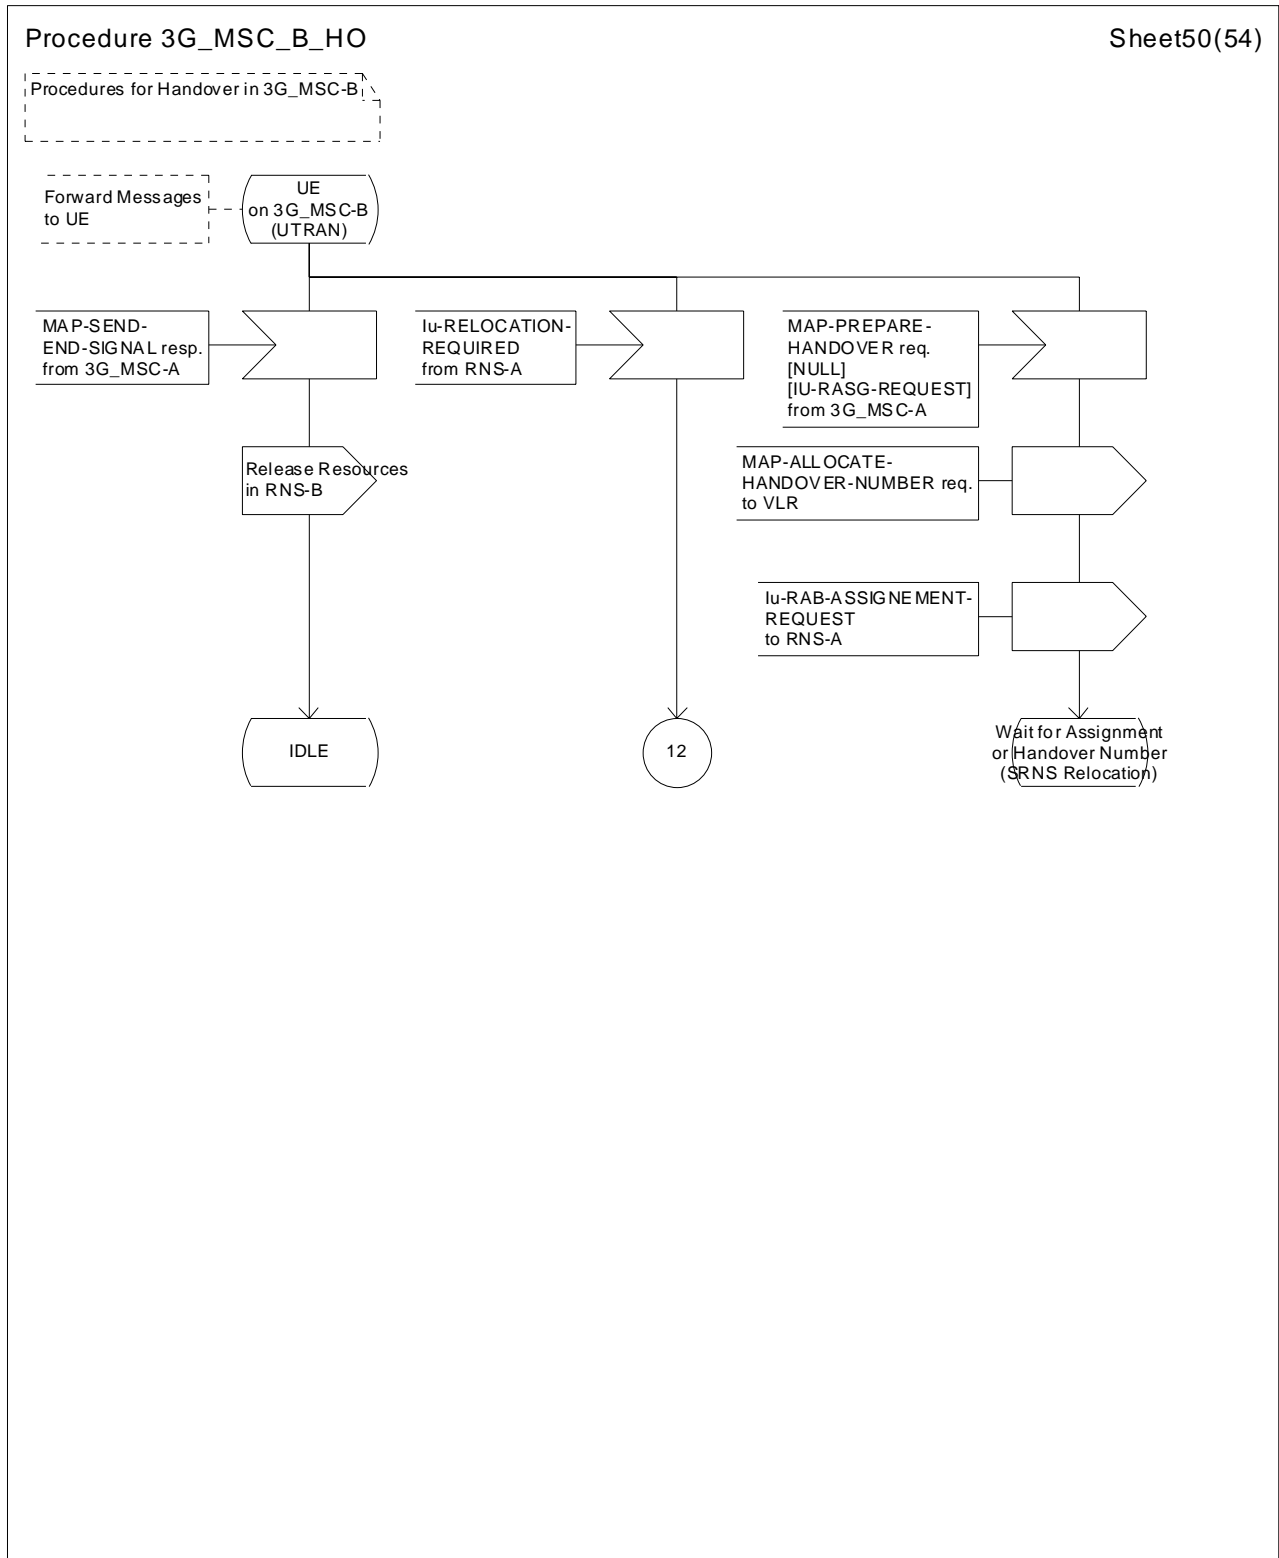 Procedure 3G_MSC_B_HO
Sheet50(54)
Procedures for Handover in 3G_MSC-B
Forward Messages
to UE
UE
on 3G_MSC-B
(UTRAN)
MAP-SEND-
END-SIGNAL resp.
from 3G_MSC-A
Iu-RELOCATION-
REQUIRED
from RNS-A
MAP-PREPARE-
HANDOVER req.
[NULL]
[IU-RASG-REQUEST]
from 3G_MSC-A
Release Resources
in RNS-B
MAP-ALLOCATE-
HANDOVER-NUMBER req.
to VLR
Iu-RAB-ASSIGNEMENT-
REQUEST
to RNS-A
IDLE
12
Wait for Assignment
or Handover Number
(SRNS Relocation)